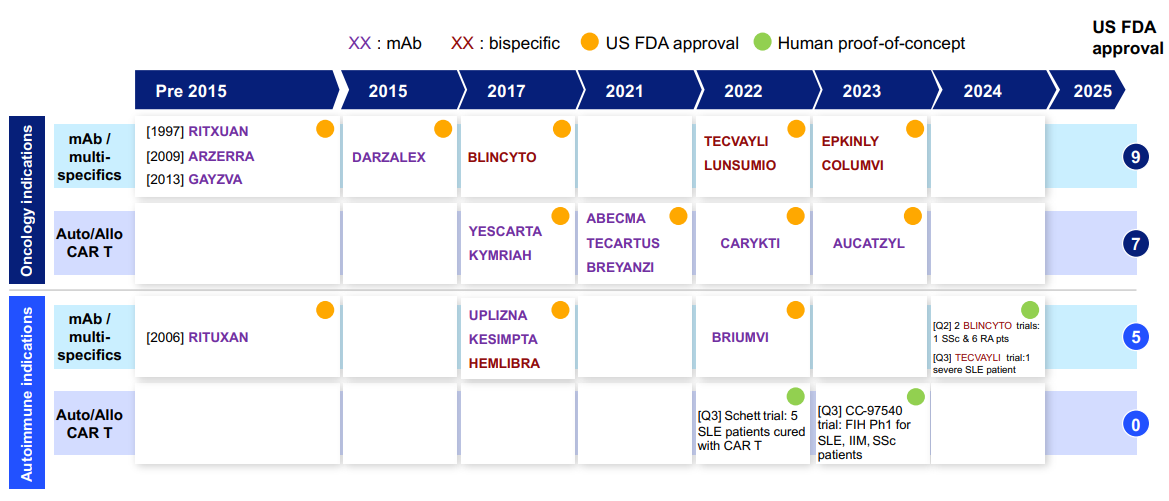 XX : mAb
XX : bispecific
US FDA approval
Human proof-of-concept
US FDA
approval
Pre 2015
2015
2017
2021
2022
2023
2024
2025
Oncology indications
mAb /
multi-
specifics
[1997] RITXUAN
[2009] ARZERRA
[2013] GAYZVA
DARZALEX
BLINCYTO
TECVAYLI
LUNSUMIO
EPKINLY
COLUMVI
9
Auto/Allo
CAR T
YESCARTA
KYMRIAH
ABECMA
TECARTUS
BREYANZI
CARYKTI
AUCATZYL
7
Autoimmune indications
mAb /
multi-
specifics
[2006] RITUXAN
UPLIZNA
KESIMPTA
HEMLIBRA
BRIUMVI
[Q2] 2 BLINCYTO trials:
1 SSc & 6 RA pts
[Q3] TECVAYLI trial:1
severe SLE patient
5
Auto/Allo
CAR T
[Q3] Schett trial: 5
SLE patients cured
with CAR T
[Q3] CC-97540
trial: FIH Ph1 for
SLE, IIM, SSc
patients
0